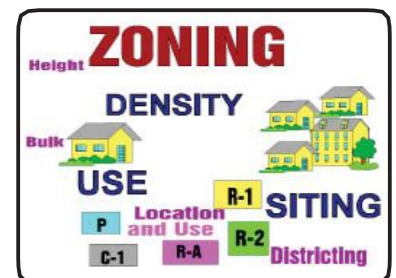 ZONING
Height
DENSITY
Bulk
USE
R-1
SITING
P
Location
and Use
R-2
C-1
R-A
Districting